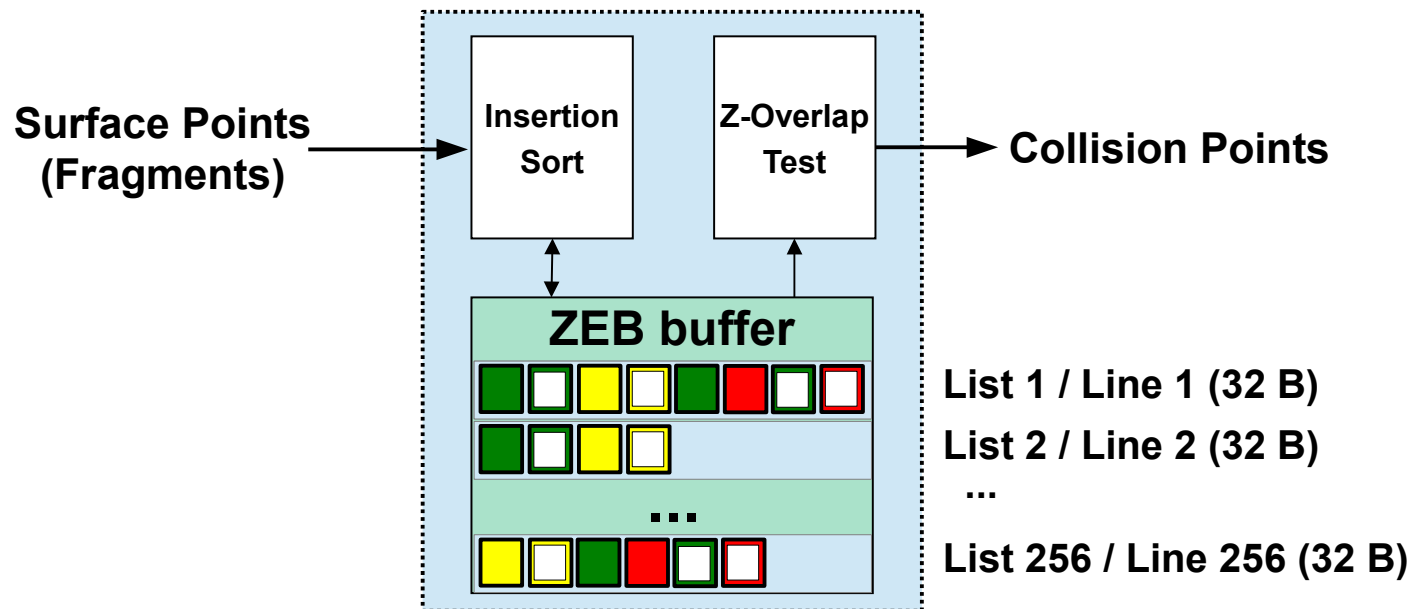 Surface Points
(Fragments)
Insertion
Sort
Z-Overlap
Test
Collision Points
ZEB buffer
List 1 / Line 1 (32 B)
List 2 / Line 2 (32 B)
...
...
List 256 / Line 256 (32 B)